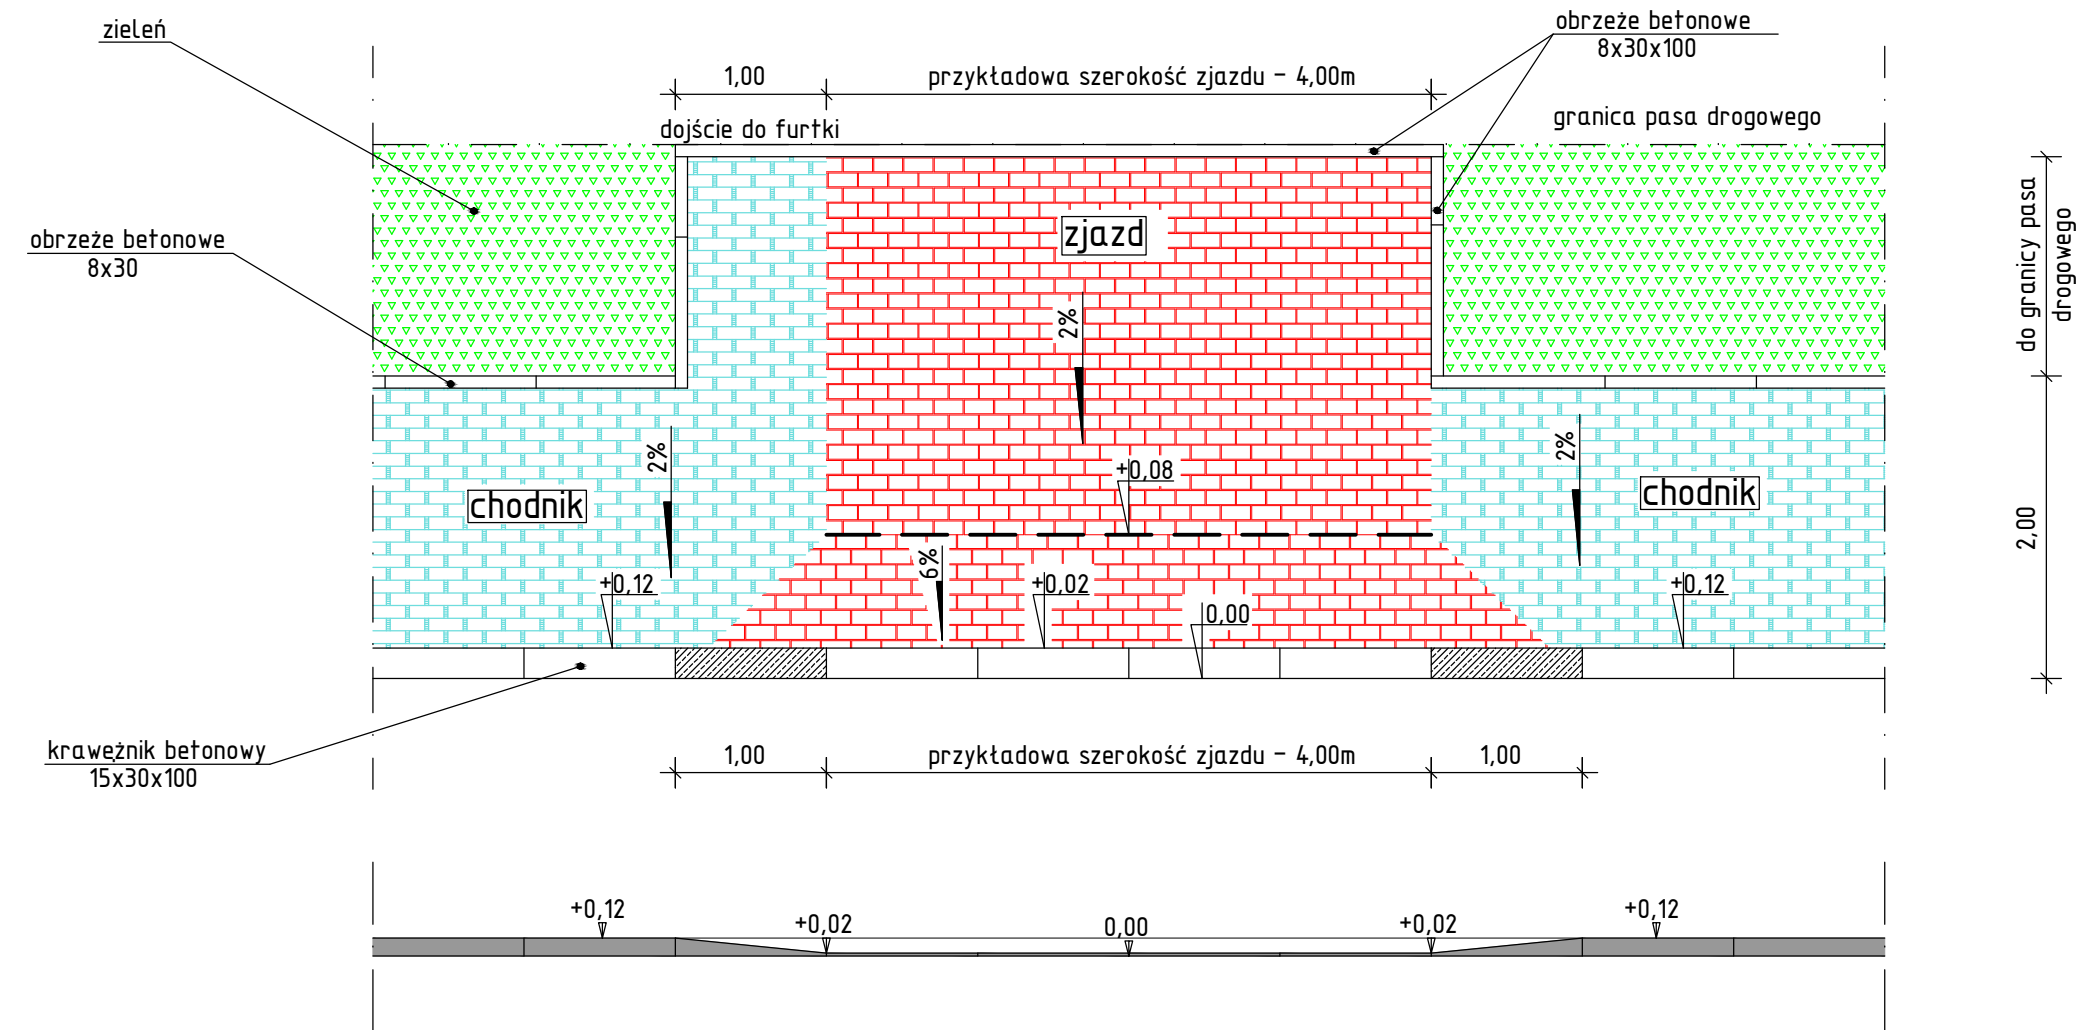 zieleń
obrzeże betonowe
8x30x100
1,00
przykładowa szerokość zjazdu – 4,00m
dojście do furtki
granica pasa drogowego
zjazd
obrzeże betonowe
8x30
2%
do granicy pasa
drogowego
2%
2%
+0,08
chodnik
chodnik
2,00
+0,12
6%
+0,02
0,00
+0,12
krawężnik betonowy
15x30x100
1,00
przykładowa szerokość zjazdu – 4,00m
1,00
+0,12
+0,02
0,00
+0,02
+0,12